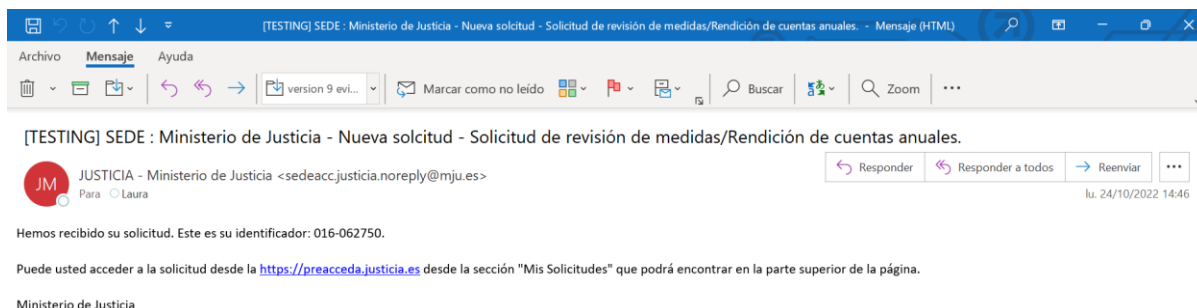 [TESTING] SEDE : Ministerio de Justicia - Nueva solcitud - Solicitud de revisión de medidas/Rendición de cuentas anuales. - Mensaje (HTML)
Archivo Mensaje Ayuda
version 9 evi... Marcar como no leído Buscar Zoom
[TESTING] SEDE : Ministerio de Justicia - Nueva solcitud - Solicitud de revisión de medidas/Rendición de cuentas anuales.
JM
JUSTICIA - Ministerio de Justicia <sedeacc.justicia.noreply@mju.es>
Para Laura
Responder Responder a todos Reenviar
lu. 24/10/2022 14:46
Hemos recibido su solicitud. Este es su identificador: 016-062750.
Puede usted acceder a la solicitud desde la https://preacceda.justicia.es desde la sección "Mis Solicitudes" que podrá encontrar en la parte superior de la página.
Ministerio de Justicia